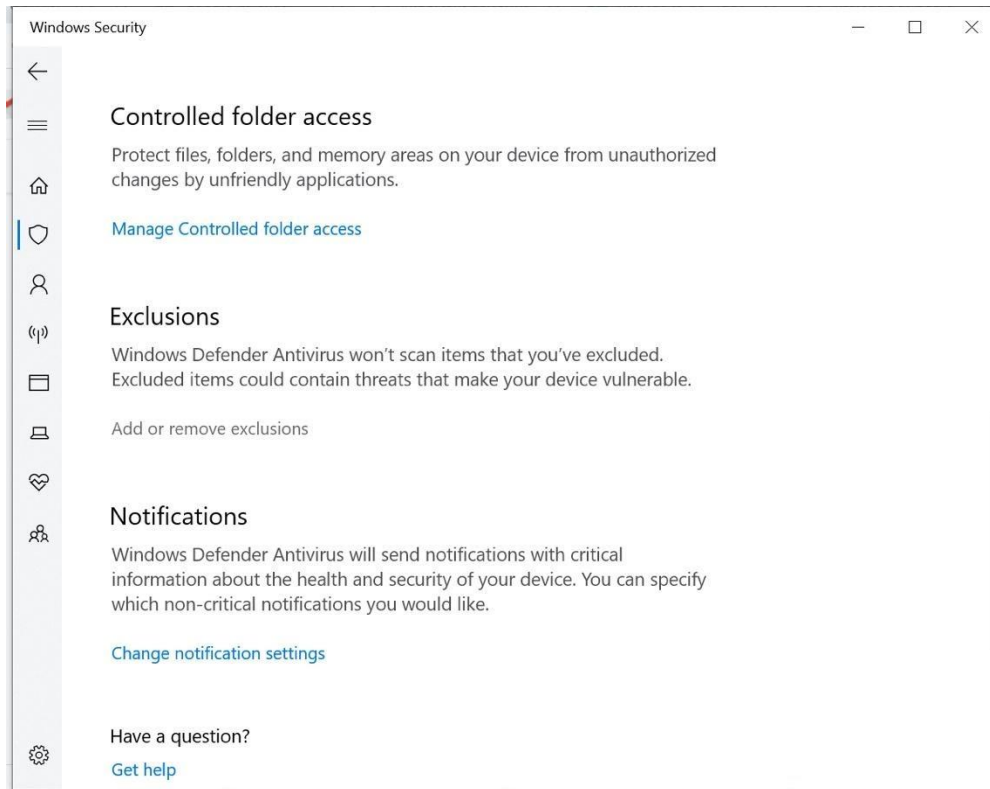 Windows Security
Controlled folder access
Protect files, folders, and memory areas on your device from unauthorized
changes by unfriendly applications.
Manage Controlled folder access
Exclusions
Windows Defender Antivirus won't scan items that you've excluded.
Excluded items could contain threats that make your device vulnerable.
Add or remove exclusions
Notifications
Windows Defender Antivirus will send notifications with critical
information about the health and security of your device. You can specify
which non-critical notifications you would like.
Change notification settings
Have a question?
Get help